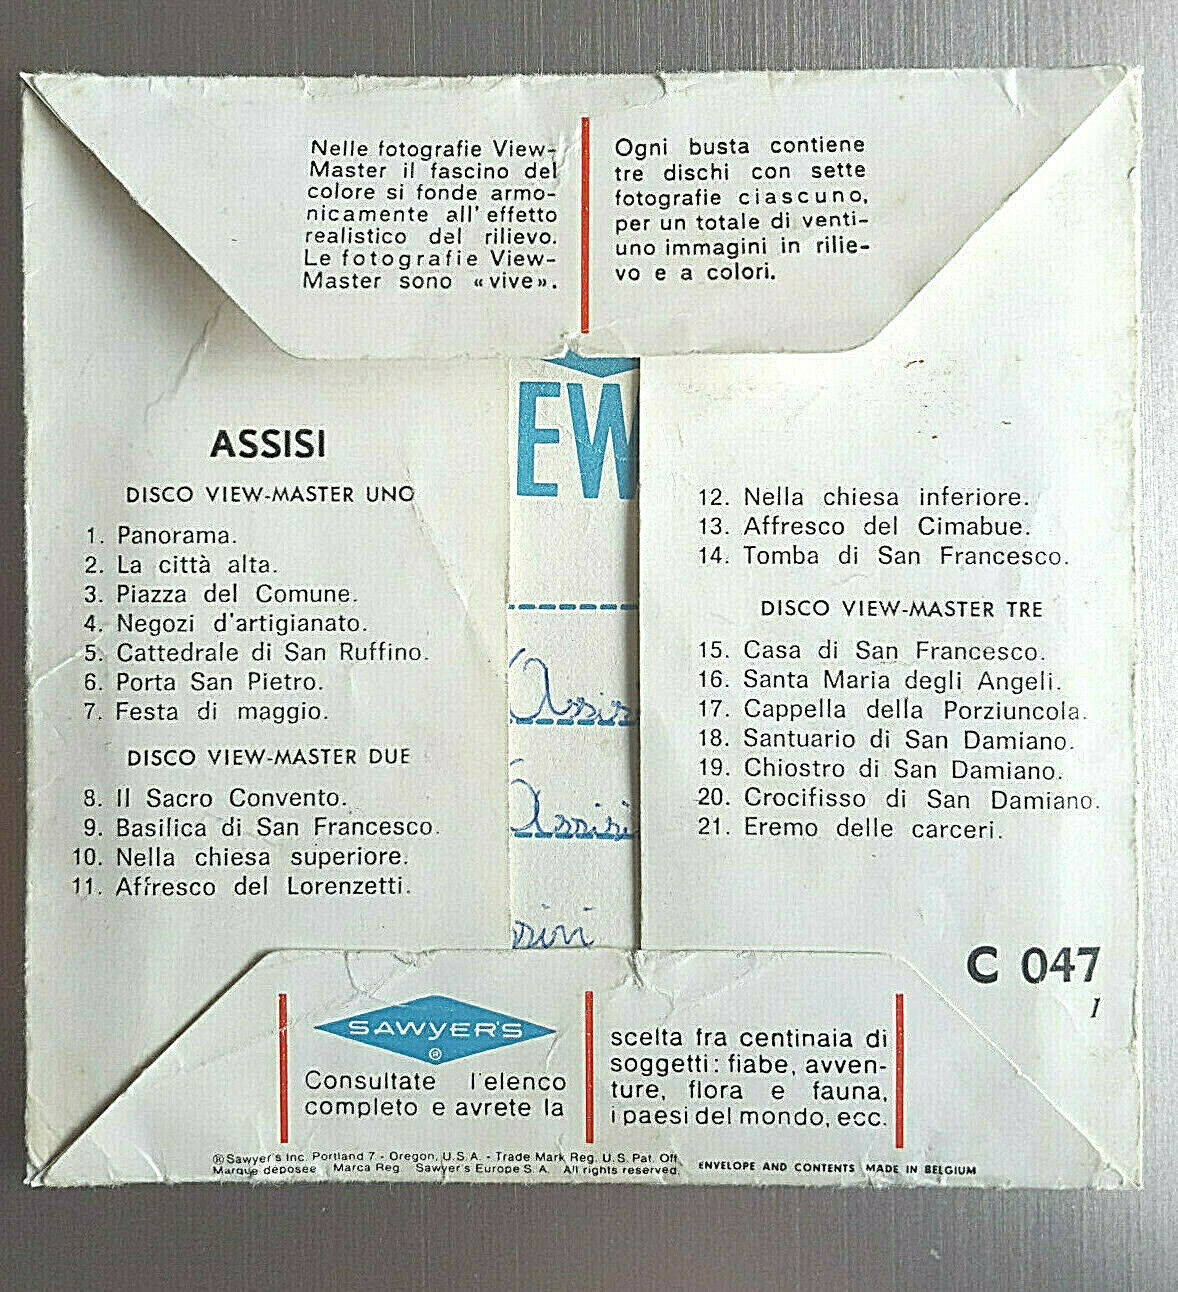 Nelle fotografie View-
Master il fascino del
colore si fonde armo-
nicamente all' effetto
realistico del rilievo.
Le fotografie View-
Master sono «vive».
Ogni busta contiene
tre dischi con sette
fotografie ciascuno,
per un totale di venti-
uno immagini in rilie-
vo e a colori.
ASSISI
DISCO VIEW-MASTER UNO
1. Panorama.
2. La città alta.
3. Piazza del Comune.
4. Negozi d'artigianato.
5. Cattedrale di San Ruffino.
6. Porta San Pietro.
7. Festa di maggio.
DISCO VIEW-MASTER DUE
8. Il Sacro Convento.
9. Basilica di San Francesco.
10. Nella chiesa superiore.
11. Affresco del Lorenzetti.
EW
Assisi
Assisi
12. Nella chiesa inferiore.
13. Affresco del Cimabue.
14. Tomba di San Francesco.
DISCO VIEW-MASTER TRE
15. Casa di San Francesco.
16. Santa Maria degli Angeli.
17. Cappella della Porziuncola.
18. Santuario di San Damiano.
19. Chiostro di San Damiano.
20. Crocifisso di San Damiano.
21. Eremo delle carceri.
C 047
1
SAWYER'S
®
Consultate l'elenco
completo e avrete la
scelta fra centinaia di
soggetti: fiabe, avven-
ture, flora e fauna,
i paesi del mondo, ecc.
® Sawyer's Inc. Portland 7 - Oregon, U.S.A. - Trade Mark Reg. U.S. Pat. Off.
Marque déposée Marca Reg. Sawyer's Europe S. A. All rights reserved.
ENVELOPE AND CONTENTS MADE IN BELGIUM